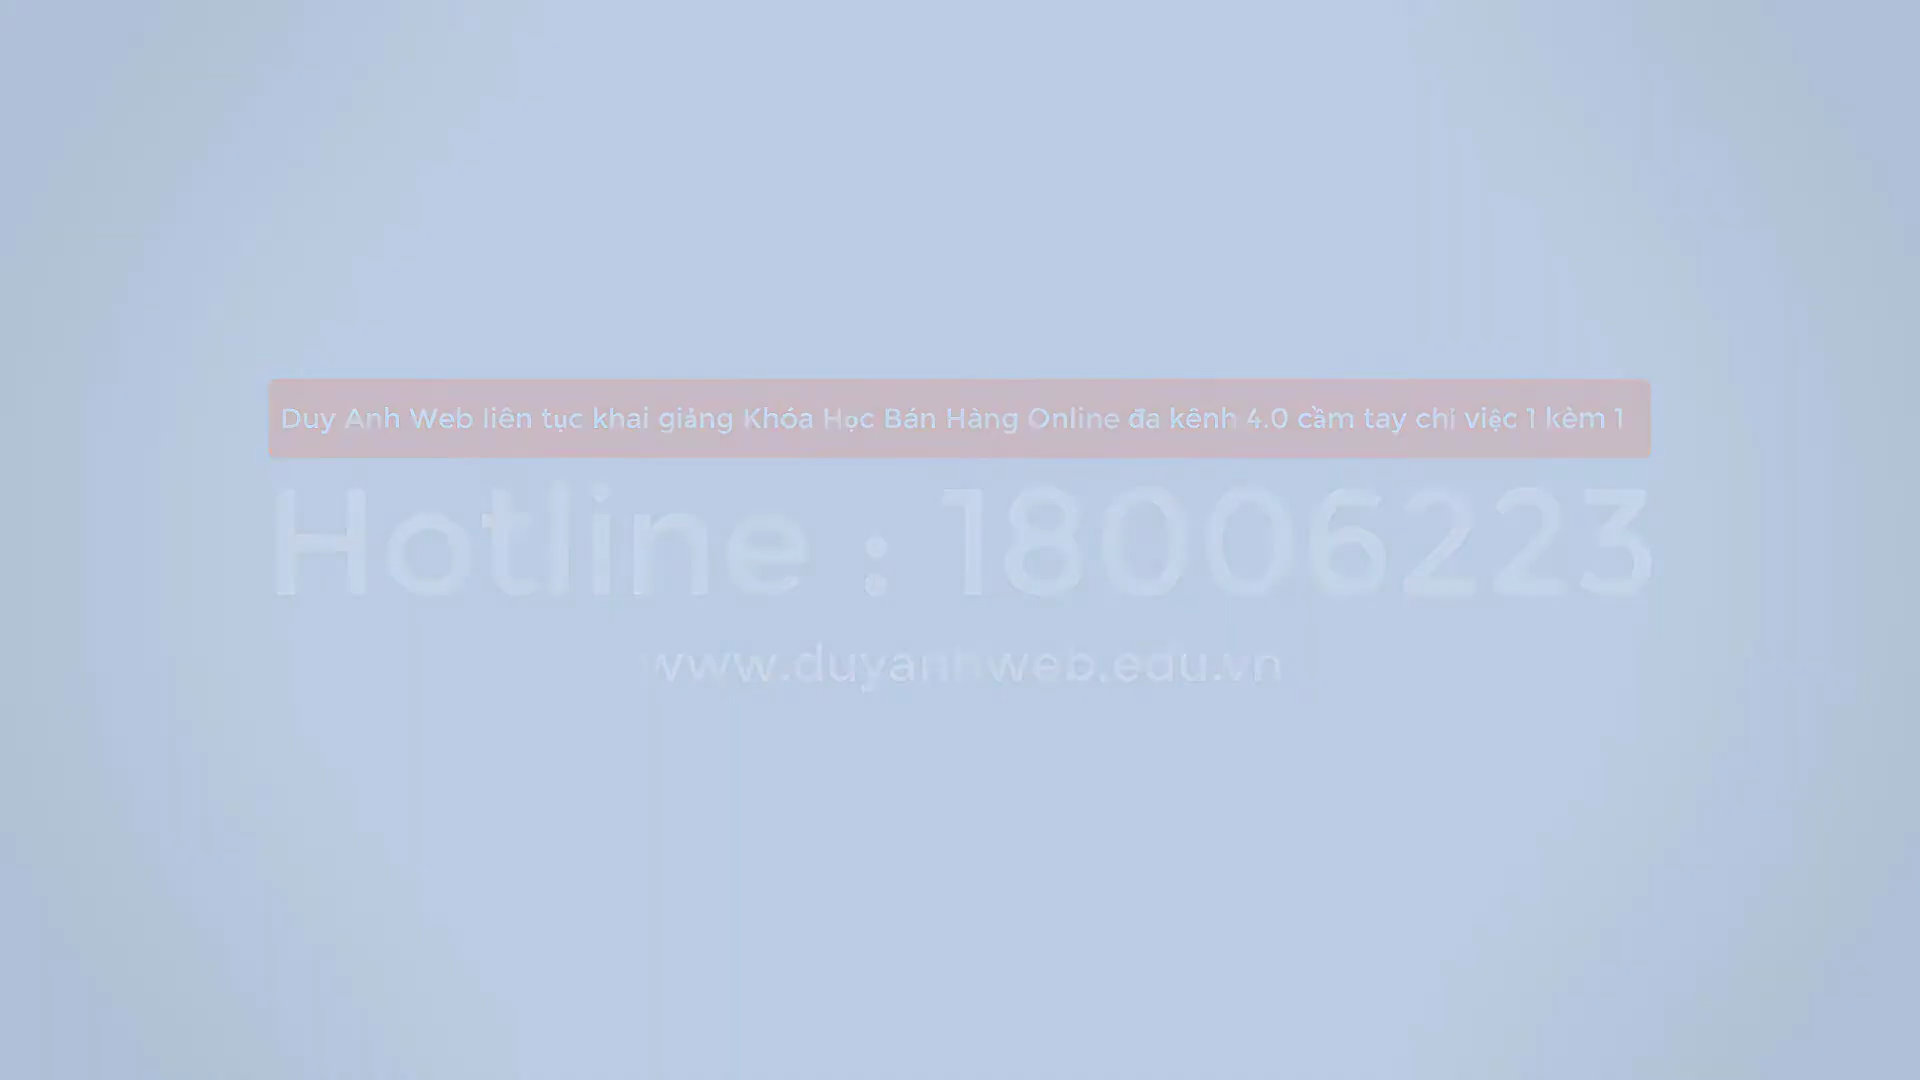 Duy Anh Web liên tục khai giảng Khóa Học Bán Hàng Online đa kênh 4.0 cầm tay chỉ việc 1 kèm 1
Hotline : 18006223
www.duyanhweb.edu.vn